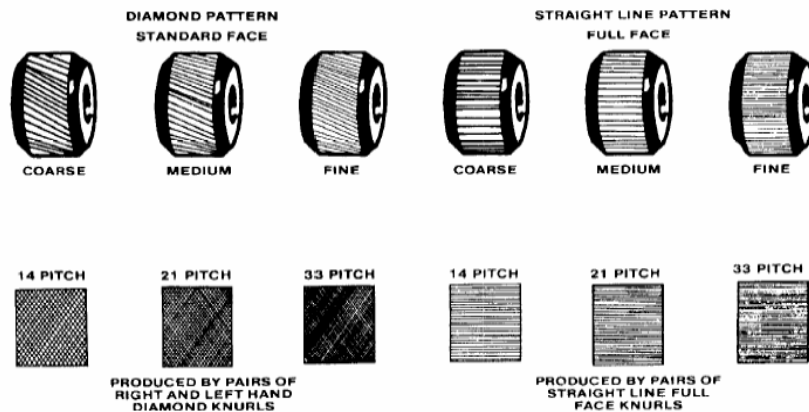 DIAMOND PATTERN
STANDARD FACE
COARSE
MEDIUM
FINE
STRAIGHT LINE PATTERN
FULL FACE
COARSE
MEDIUM
FINE
14 PITCH
21 PITCH
33 PITCH
PRODUCED BY PAIRS OF
RIGHT AND LEFT HAND
DIAMOND KNURLS
14 PITCH
21 PITCH
33 PITCH
PRODUCED BY PAIRS OF
STRAIGHT LINE FULL
FACE KNURLS